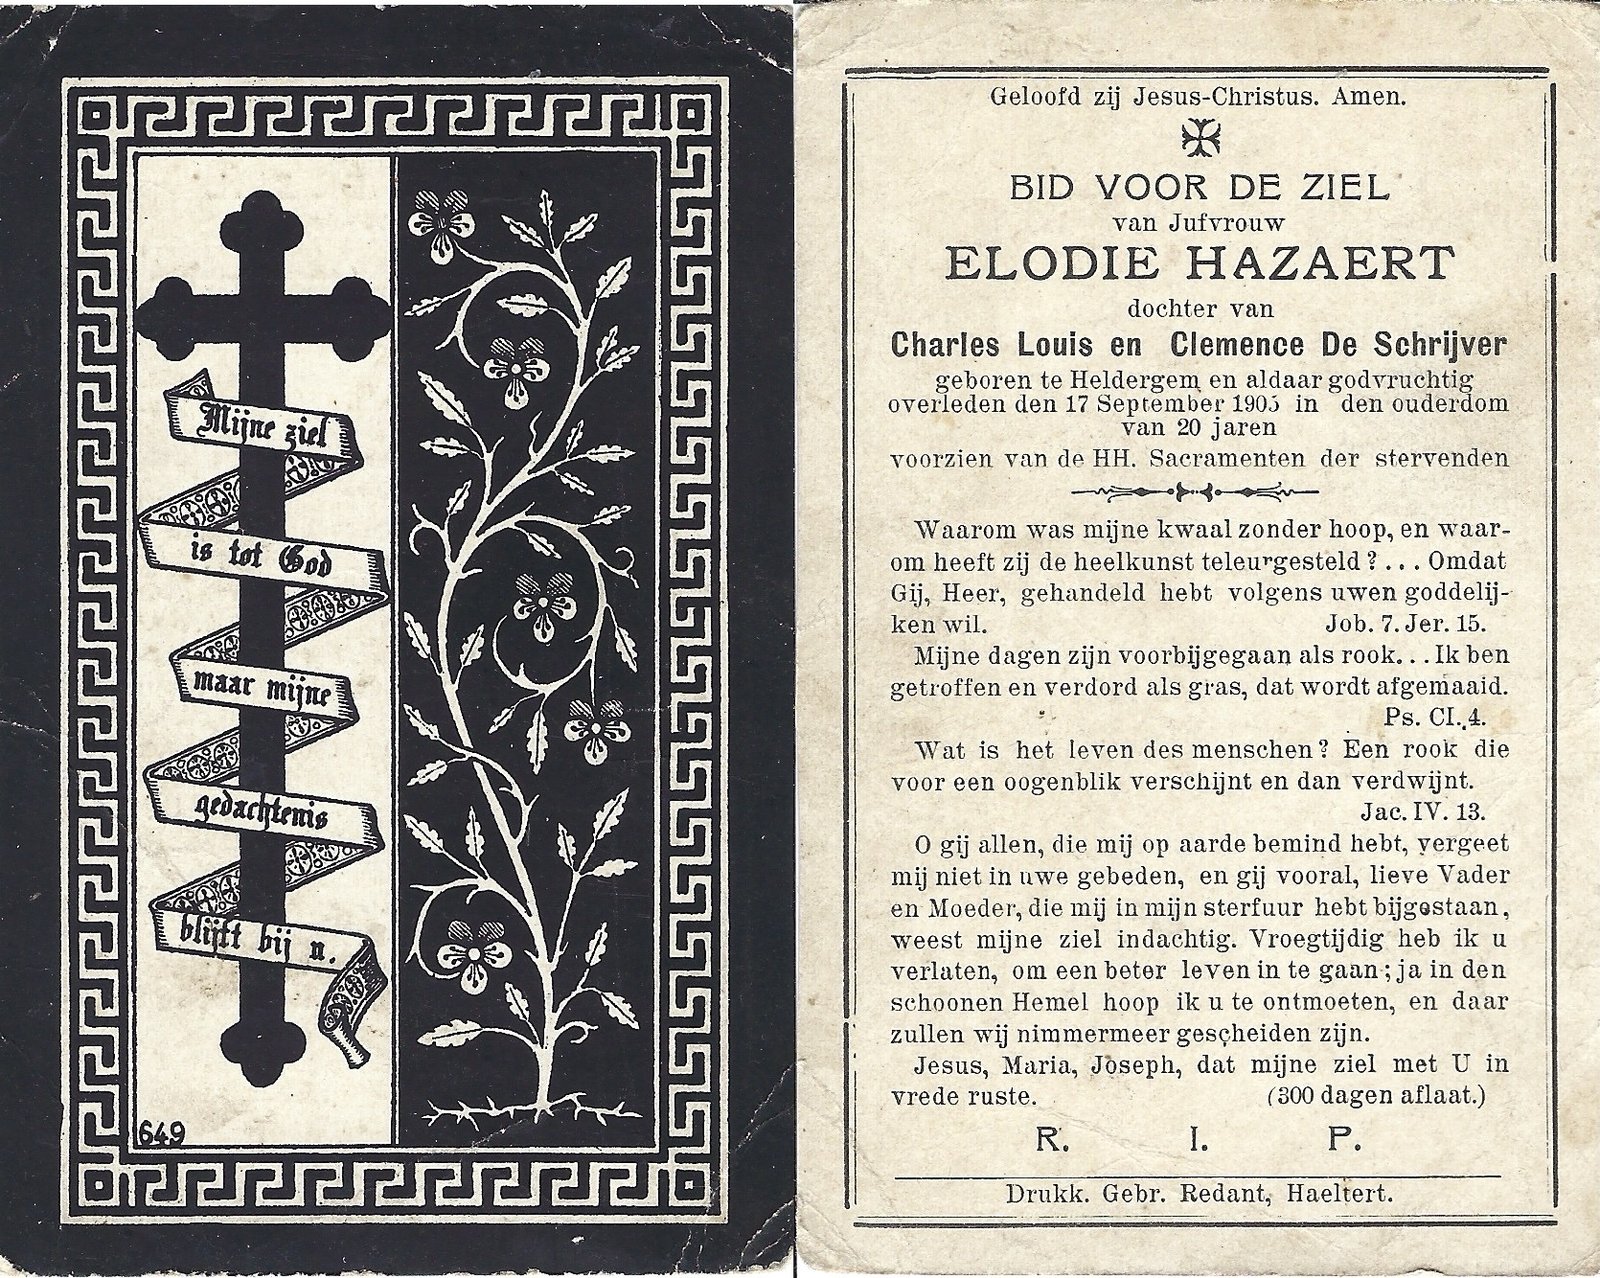 Mijne ziel
is tot God
maar mijne
gedachtenis
blijft bij u.
649
Geloofd zij Jesus-Christus. Amen.
BID VOOR DE ZIEL
van Jufvrouw
ELODIE HAZAERT
dochter van
Charles Louis en Clemence De Schrijver
geboren te Heldergem en aldaar godvruchtig
overleden den 17 September 1905 in den ouderdom
van 20 jaren
voorzien van de HH. Sacramenten der stervenden
Waarom was mijne kwaal zonder hoop, en waar-
om heeft zij de heelkunst teleurgesteld?... Omdat
Gij, Heer, gehandeld hebt volgens uwen goddelij-
ken wil. Job. 7. Jer. 15.
Mijne dagen zijn voorbijgegaan als rook... Ik ben
getroffen en verdord als gras, dat wordt afgemaaid.
Ps. CI. 4.
Wat is het leven des menschen? Een rook die
voor een oogenblik verschijnt en dan verdwijnt.
Jac. IV. 13.
O gij allen, die mij op aarde bemind hebt, vergeet
mij niet in uwe gebeden, en gij vooral, lieve Vader
en Moeder, die mij in mijn sterfuur hebt bijgestaan,
weest mijne ziel indachtig. Vroegtijdig heb ik u
verlaten, om een beter leven in te gaan; ja in den
schoonen Hemel hoop ik u te ontmoeten, en daar
zullen wij nimmermeer gescheiden zijn.
Jesus, Maria, Joseph, dat mijne ziel met U in
vrede ruste. (300 dagen aflaat.)
R. I. P.
Drukk. Gebr. Redant, Haeltert.